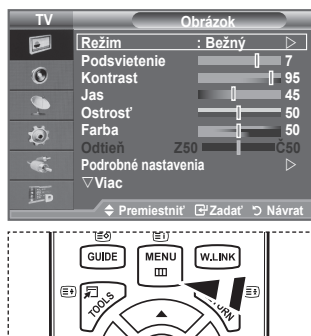 TV Obrázok
Režim : Bežný
Podsvietenie 7
Kontrast 95
Jas 45
Ostrosť 50
Farba 50
Odtieň Z50 Č50
Podrobné nastavenia
Viac
Premiestniť Zadať Návrat
GUIDE MENU W.LINK
TOOLS